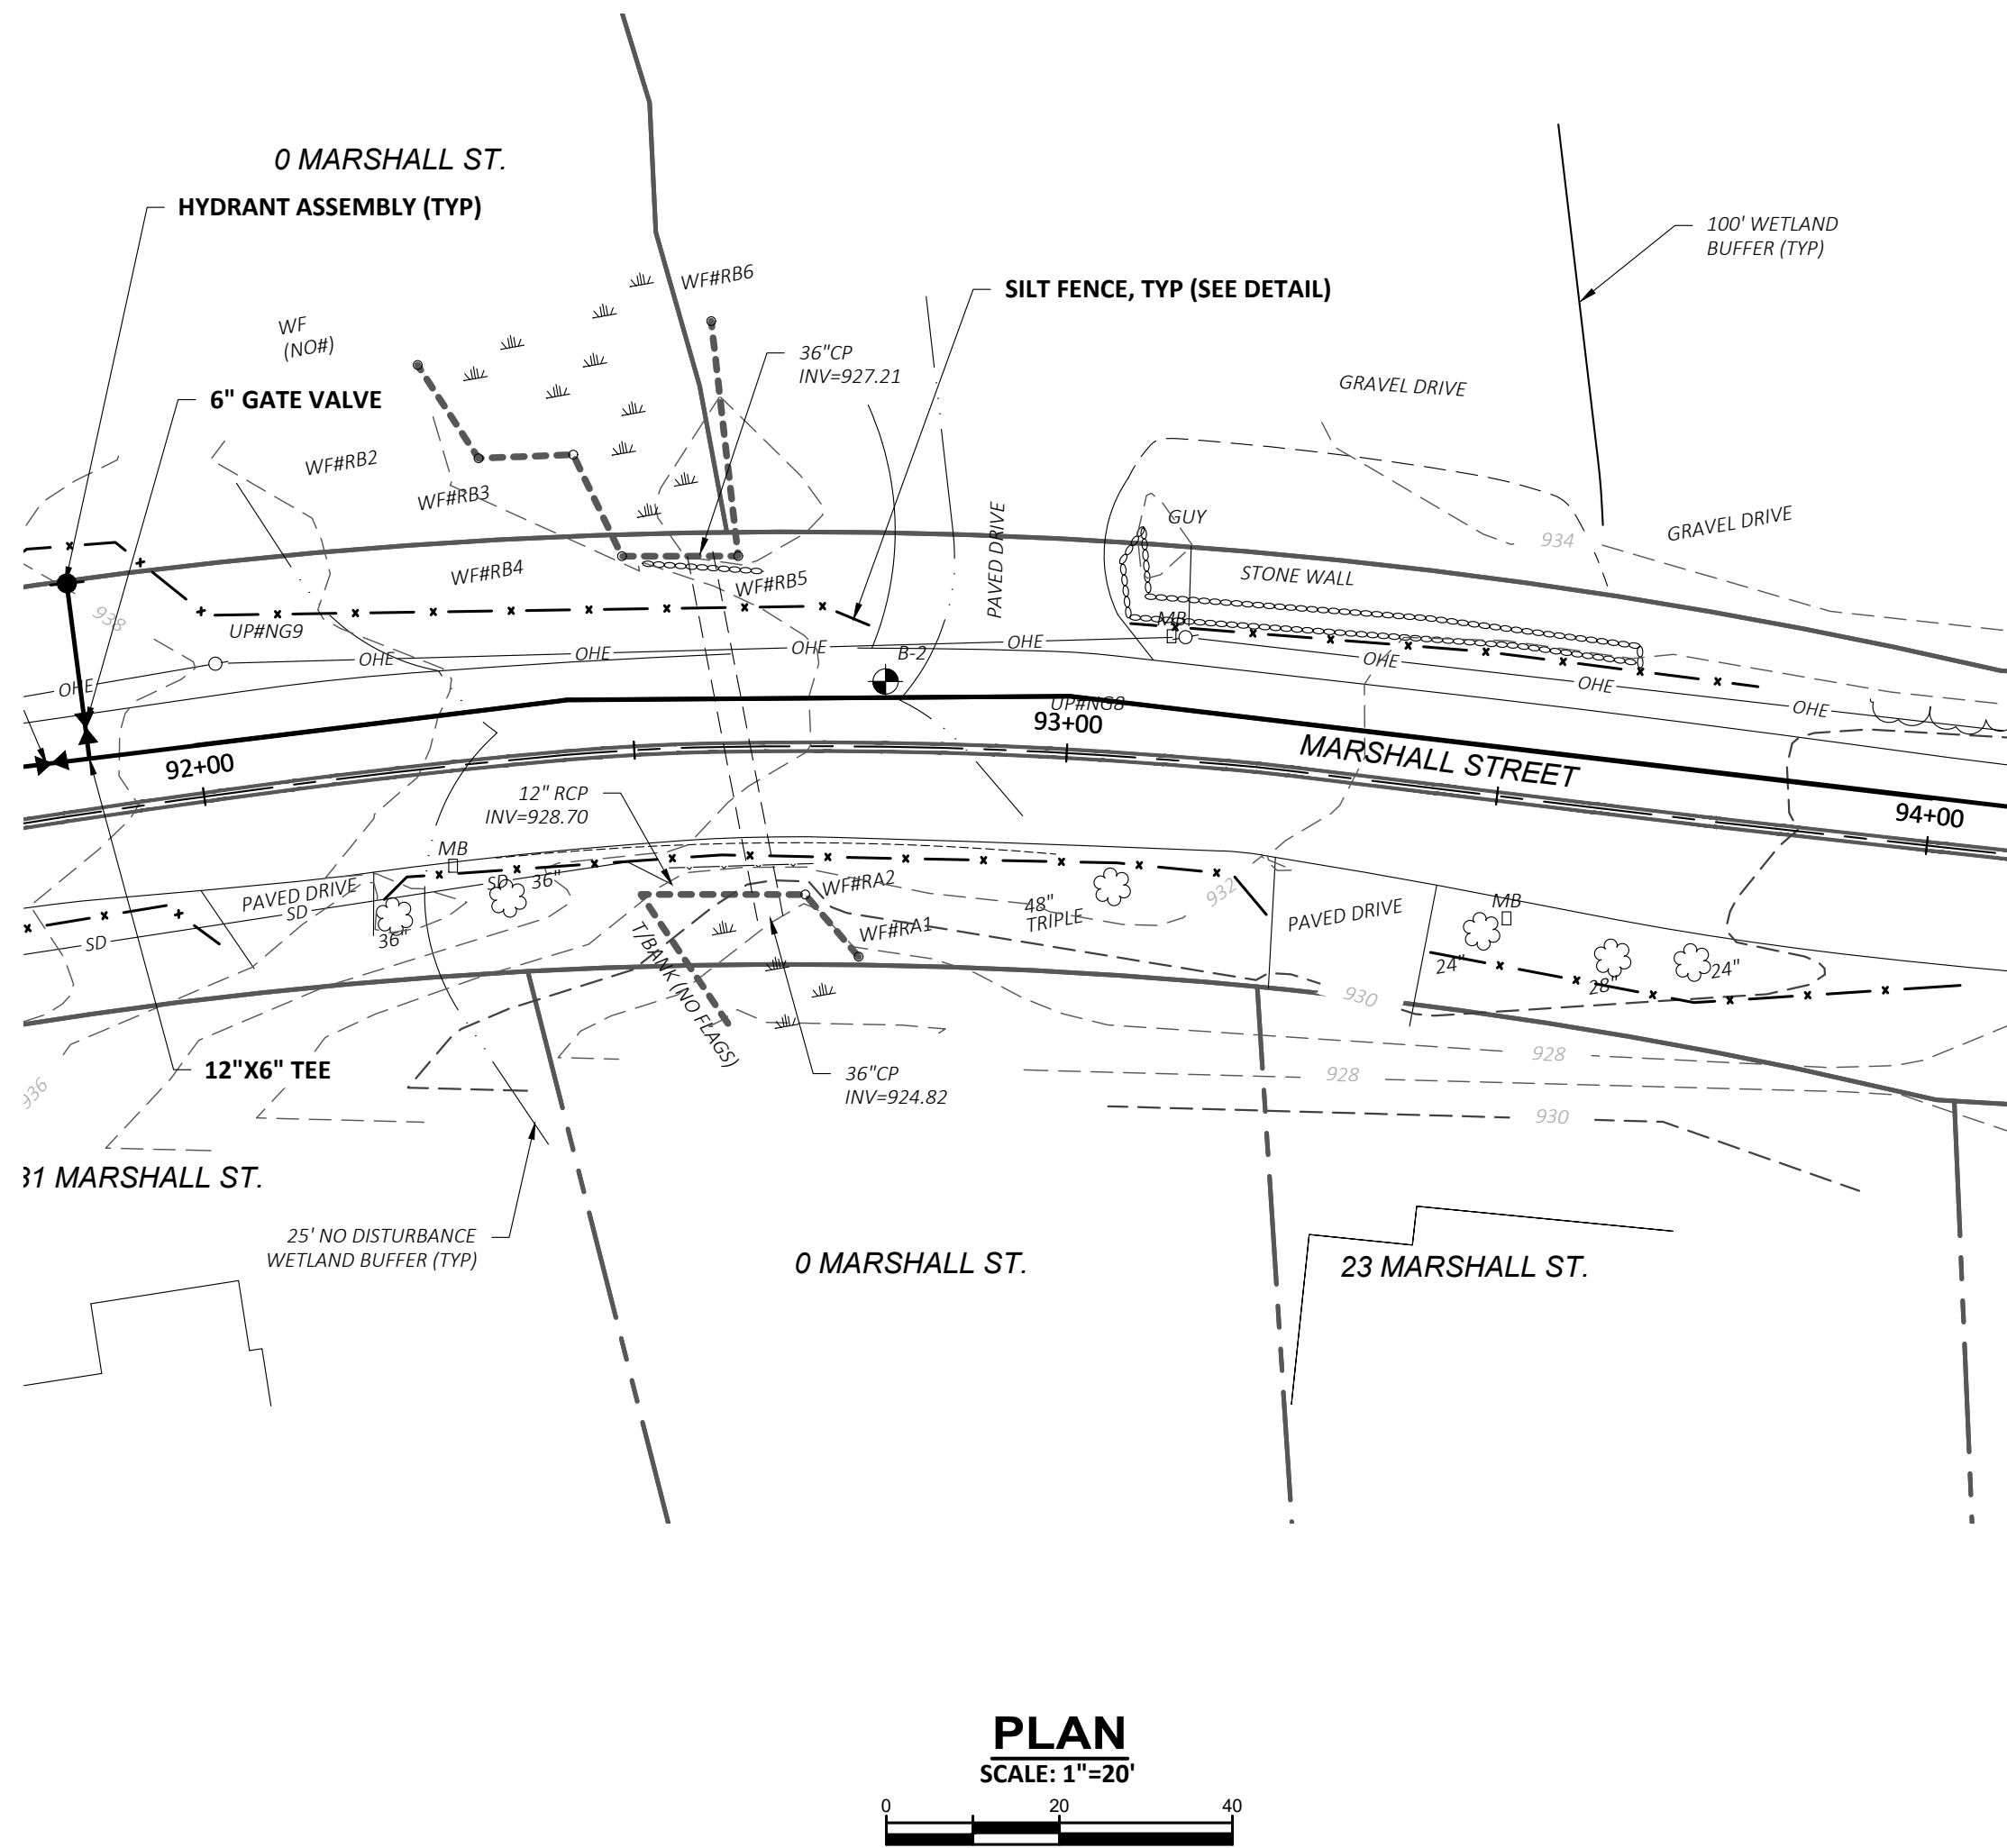 0 MARSHALL ST.
HYDRANT ASSEMBLY (TYP)
100' WETLAND
BUFFER (TYP)
WF#RB6
SILT FENCE, TYP (SEE DETAIL)
WF
(NO#)
36"CP
INV=927.21
GRAVEL DRIVE
6" GATE VALVE
WF#RB2
WF#RB3
GUY
GRAVEL DRIVE
934
PAVED DRIVE
WF#RB4
WF#RB5
STONE WALL
938
UP#NG9
MB
OHE
OHE
OHE
OHE
OHE
OHE
OHE
OHE
B-2
UP#NG8
92+00
93+00
MARSHALL STREET
94+00
12" RCP
INV=928.70
MB
SD
36"
PAVED DRIVE
SD
SD
36"
WF#RA2
48"
TRIPLE
932
PAVED DRIVE
MB
WF#RA1
T/BANK (NO FLAGS)
24"
28"
24"
930
928
928
930
12"X6" TEE
36"CP
INV=924.82
936
31 MARSHALL ST.
25' NO DISTURBANCE
WETLAND BUFFER (TYP)
0 MARSHALL ST.
23 MARSHALL ST.
PLAN
SCALE: 1"=20'
0 20 40